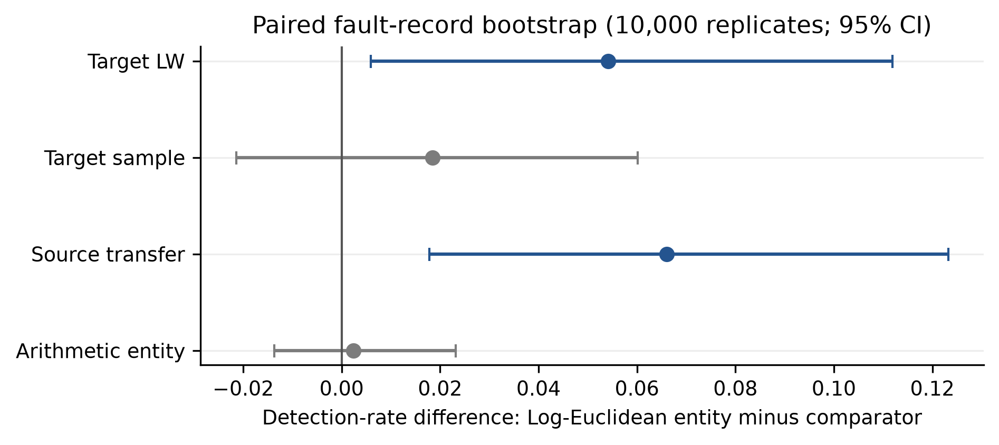 Paired fault-record bootstrap (10,000 replicates; 95% CI)
Target LW
Target sample
Source transfer
Arithmetic entity
−0.02 0.00 0.02 0.04 0.06 0.08 0.10 0.12
Detection-rate difference: Log-Euclidean entity minus comparator